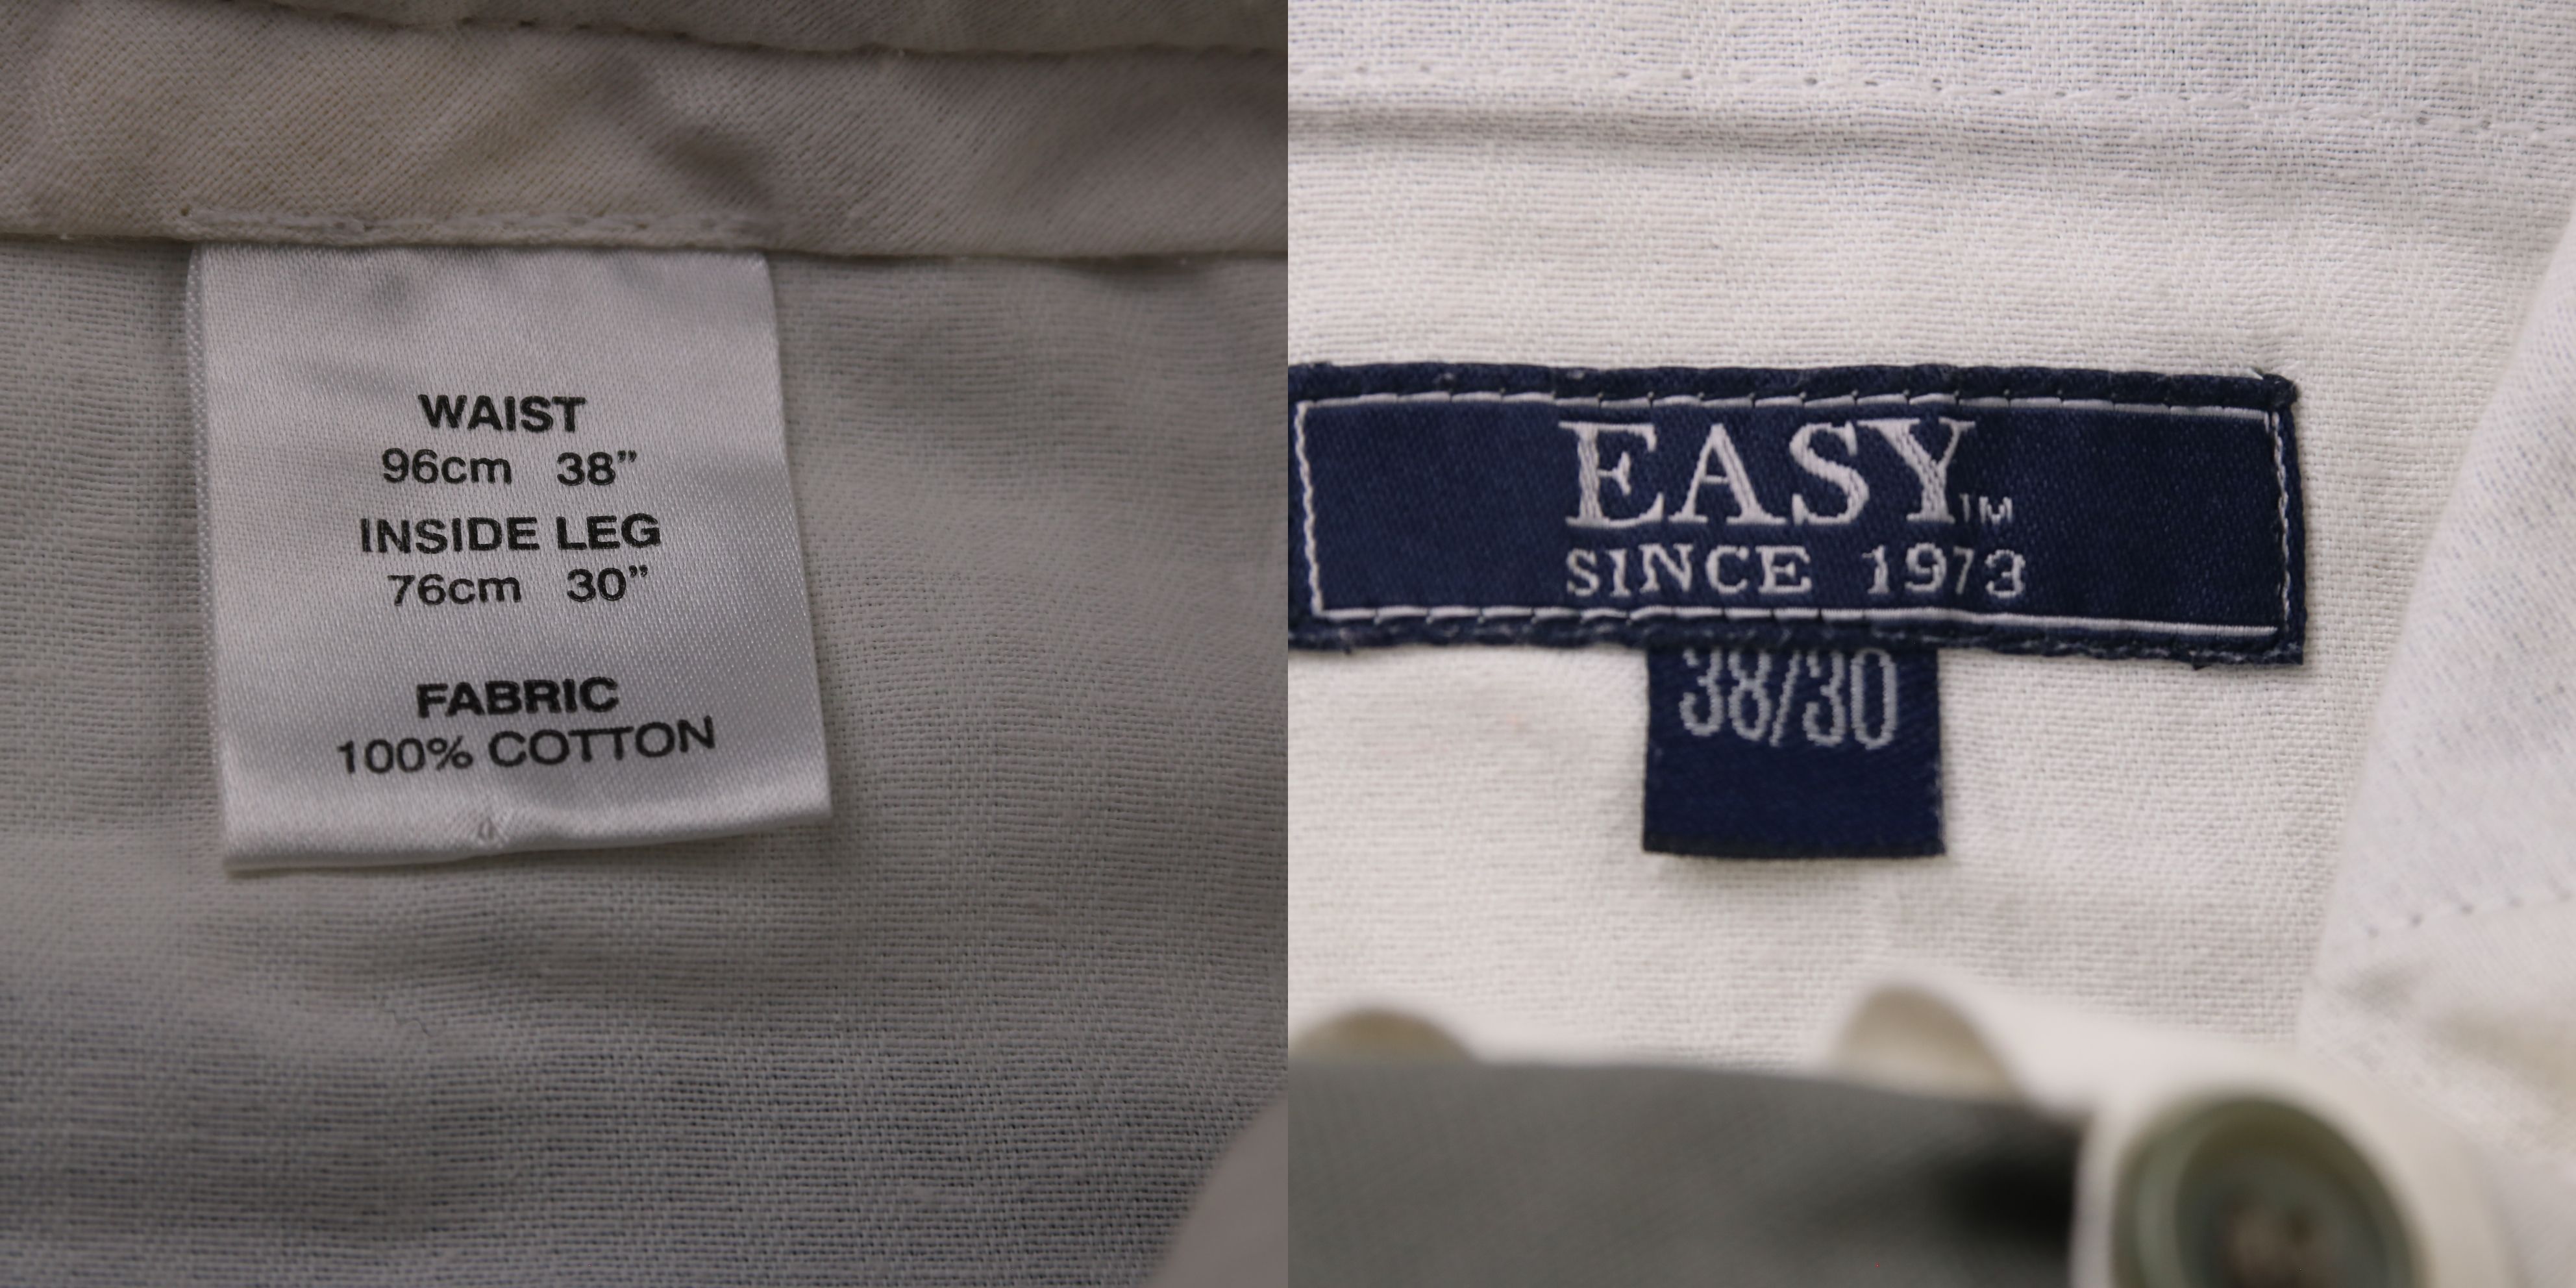 WAIST
96cm 38”
INSIDE LEG
76cm 30”
FABRIC
100% COTTON
EASY TM
SINCE 1973
38/30